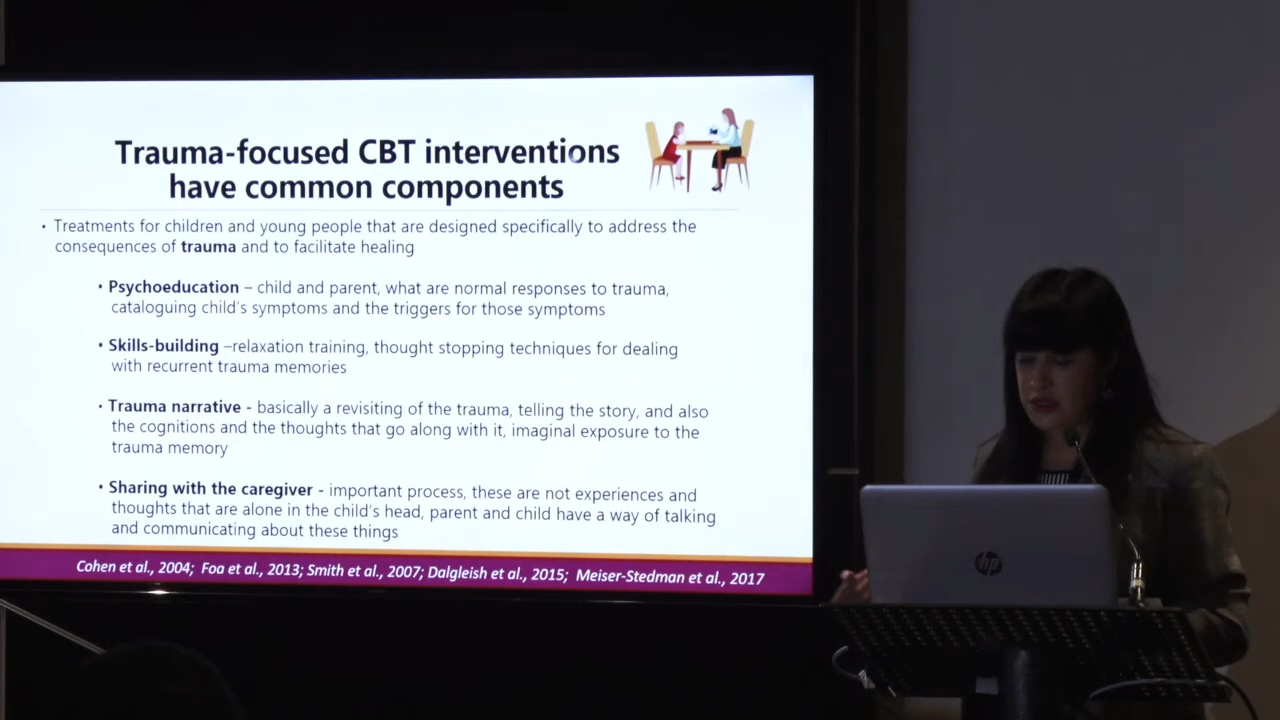 Trauma-focused CBT interventions
have common components
• Treatments for children and young people that are designed specifically to address the
consequences of trauma and to facilitate healing
• Psychoeducation – child and parent, what are normal responses to trauma,
cataloguing child's symptoms and the triggers for those symptoms
• Skills-building –relaxation training, thought stopping techniques for dealing
with recurrent trauma memories
• Trauma narrative - basically a revisiting of the trauma, telling the story, and also
the cognitions and the thoughts that go along with it, imaginal exposure to the
trauma memory
• Sharing with the caregiver - important process, these are not experiences and
thoughts that are alone in the child's head, parent and child have a way of talking
and communicating about these things
Cohen et al., 2004; Foa et al., 2013; Smith et al., 2007; Dalgleish et al., 2015; Meiser-Stedman et al., 2017
hp